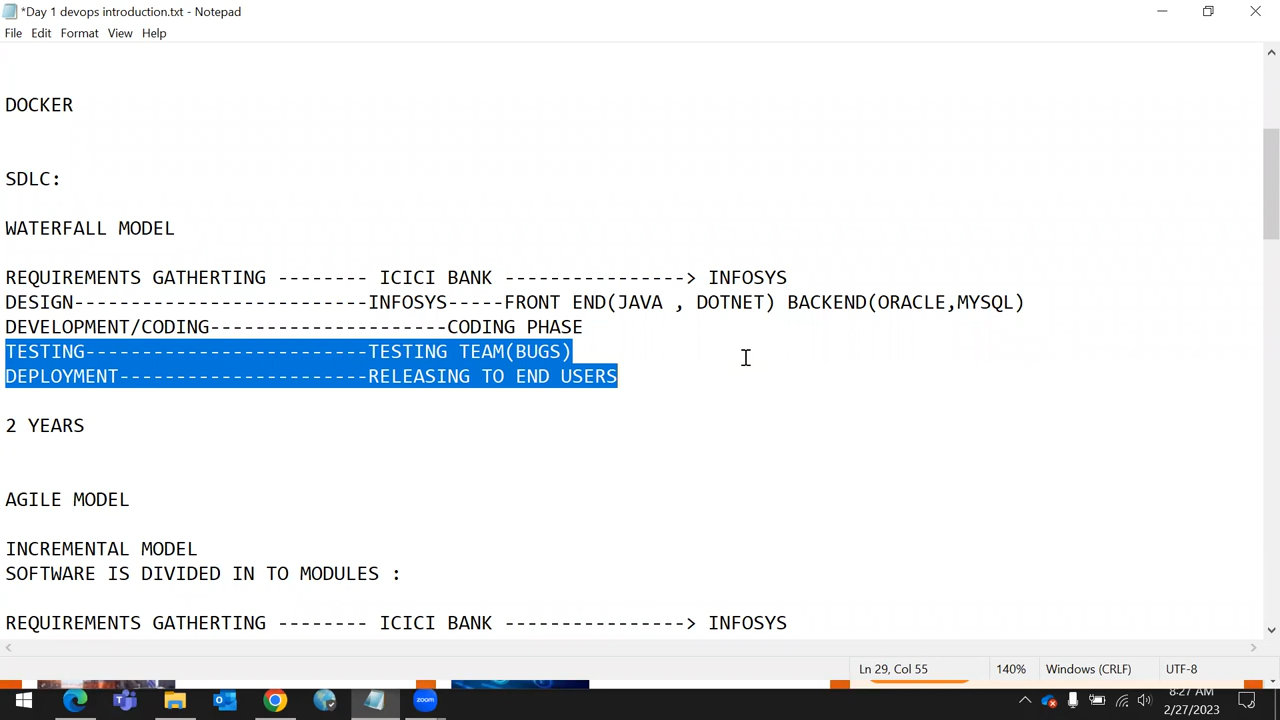 *Day 1 devops introduction.txt - Notepad
File Edit Format View Help
DOCKER
SDLC:
WATERFALL MODEL
REQUIREMENTS GATHERTING -------- ICICI BANK ----------------> INFOSYS
DESIGN--------------------------INFOSYS-----FRONT END(JAVA , DOTNET) BACKEND(ORACLE,MYSQL)
DEVELOPMENT/CODING---------------------CODING PHASE
TESTING-------------------------TESTING TEAM(BUGS)
DEPLOYMENT----------------------RELEASING TO END USERS
2 YEARS
AGILE MODEL
INCREMENTAL MODEL
SOFTWARE IS DIVIDED IN TO MODULES :
REQUIREMENTS GATHERTING -------- ICICI BANK ----------------> INFOSYS
Ln 29, Col 55 140% Windows (CRLF) UTF-8
zoom
8:27 AM
2/27/2023